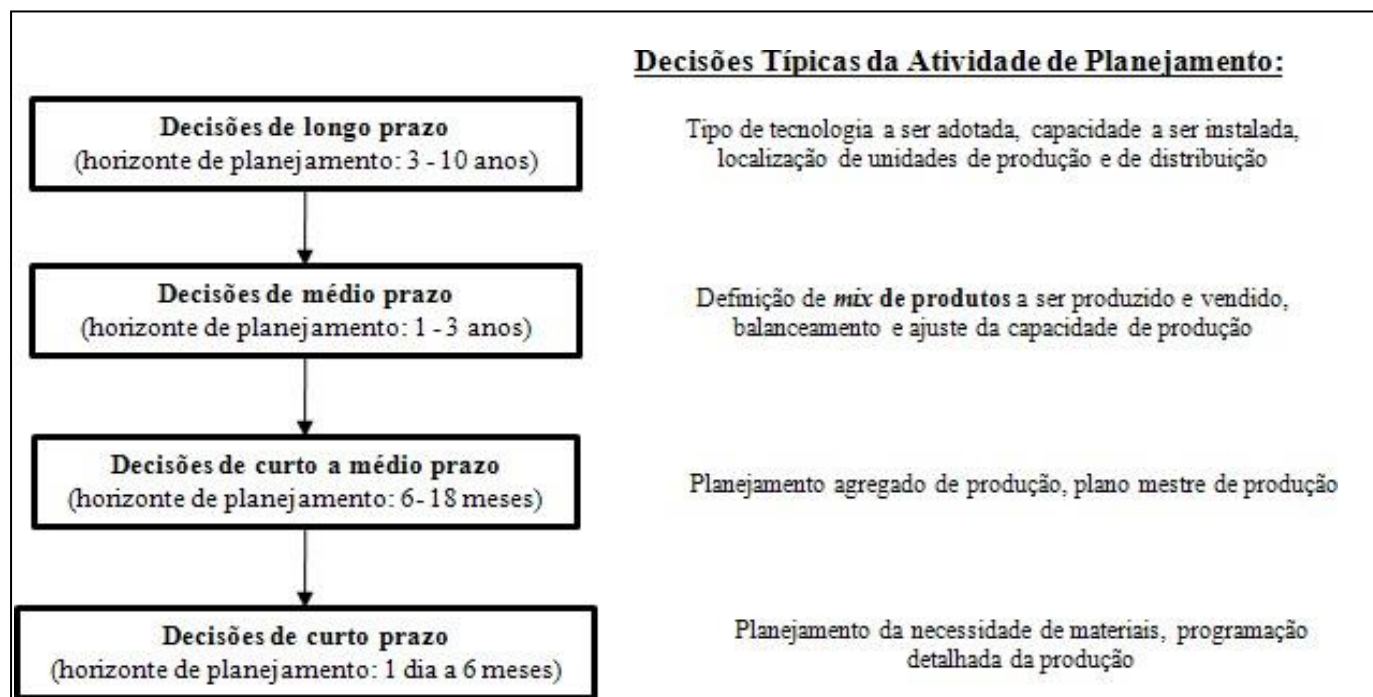 Decisões Típicas da Atividade de Planejamento:
Decisões de longo prazo
(horizonte de planejamento: 3 - 10 anos)
Tipo de tecnologia a ser adotada, capacidade a ser instalada,
localização de unidades de produção e de distribuição
Decisões de médio prazo
(horizonte de planejamento: 1 - 3 anos)
Definição de mix de produtos a ser produzido e vendido,
balanceamento e ajuste da capacidade de produção
Decisões de curto a médio prazo
(horizonte de planejamento: 6- 18 meses)
Planejamento agregado de produção, plano mestre de produção
Decisões de curto prazo
(horizonte de planejamento: 1 dia a 6 meses)
Planejamento da necessidade de materiais, programação
detalhada da produção